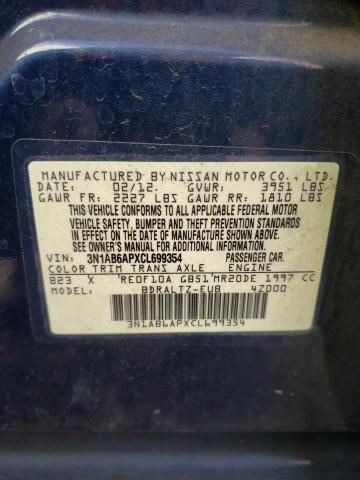 MANUFACTURED BY NISSAN MOTOR CO., LTD.
DATE: 02/12. GVWR: 3951 LBS
GAWR FR: 2227 LBS GAWR RR: 1810 LBS
THIS VEHICLE CONFORMS TO ALL APPLICABLE FEDERAL MOTOR
VEHICLE SAFETY, BUMPER AND THEFT PREVENTION STANDARDS
IN EFFECT ON THE DATE OF MANUFACTURE SHOWN ABOVE.
SEE OWNER'S MANUAL FOR ADDITIONAL INFORMATION.
VIN: 3N1AB6APXCL699354 PASSENGER CAR.
COLOR TRIM TRANS AXLE ENGINE
B23 X RE0F10A GB51 MR20DE 1997 CC
MODEL: BDRALTZ-EUB 4Z000
3N1AB6APXCL699354